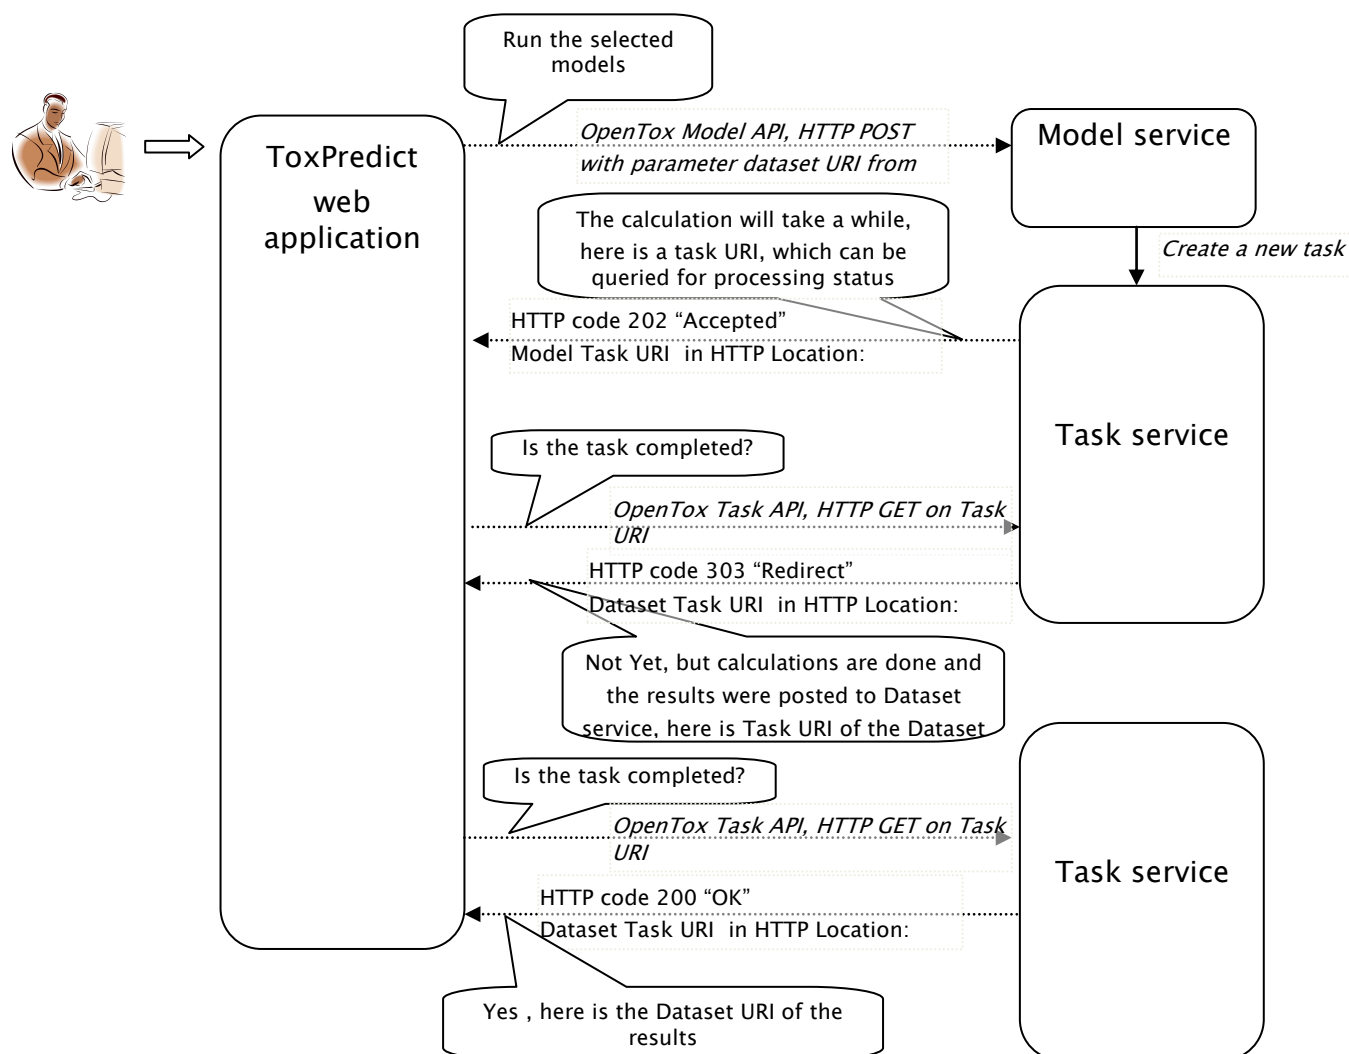 Run the selected
models
OpenTox Model API, HTTP POST
with parameter dataset URI from
Model service
ToxPredict
web
application
The calculation will take a while,
here is a task URI, which can be
queried for processing status
Create a new task
HTTP code 202 “Accepted”
Model Task URI  in HTTP Location:
Task service
Is the task completed?
OpenTox Task API, HTTP GET on Task
URI
HTTP code 303 “Redirect”
Dataset Task URI  in HTTP Location:
Not Yet, but calculations are done and
the results were posted to Dataset
service, here is Task URI of the Dataset
Is the task completed?
OpenTox Task API, HTTP GET on Task
URI
Task service
HTTP code 200 “OK”
Dataset Task URI  in HTTP Location:
Yes , here is the Dataset URI of the
results